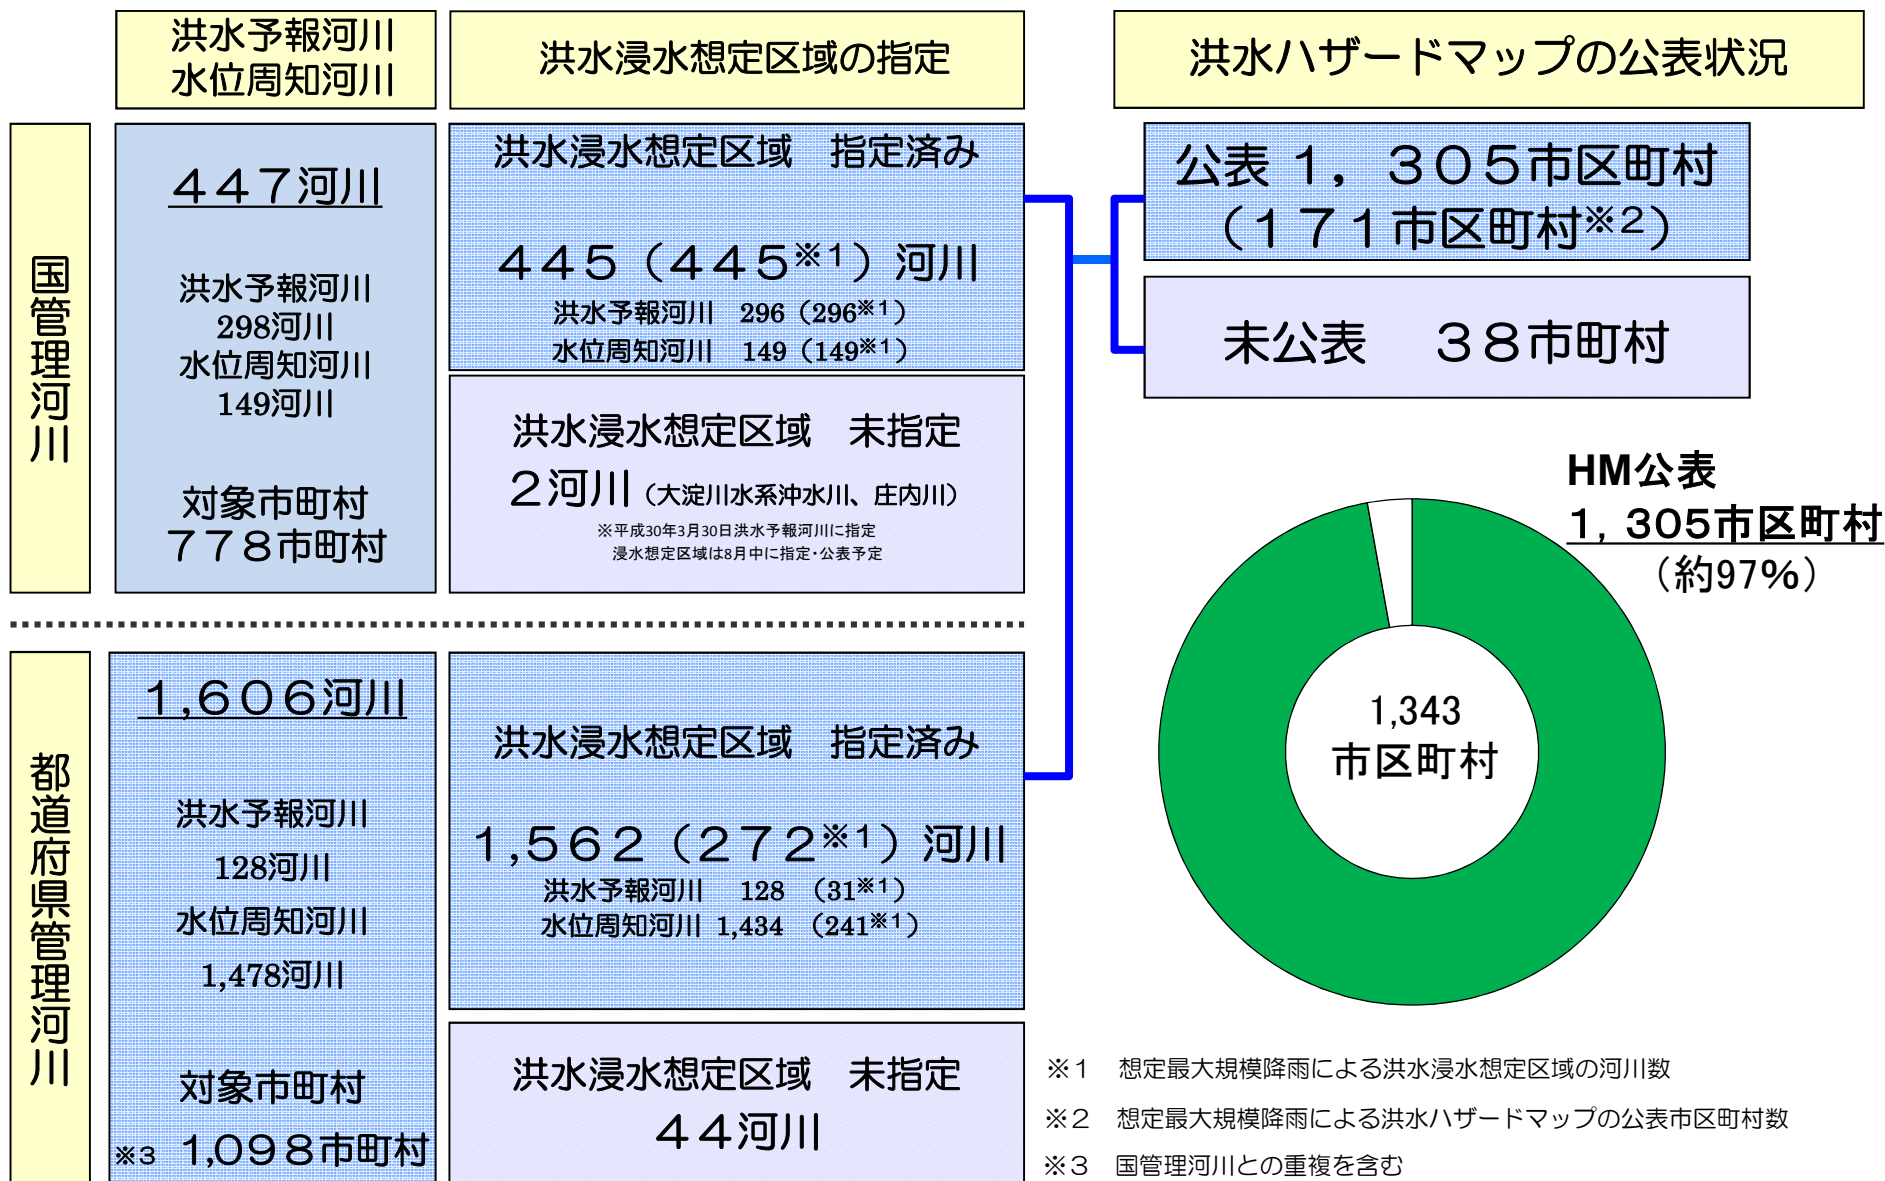 洪水予報河川
水位周知河川
洪水浸水想定区域の指定
洪水ハザードマップの公表状況
国管理河川
447河川
洪水予報河川
298河川
水位周知河川
149河川
対象市町村
778市町村
洪水浸水想定区域 指定済み
445(445※1)河川
洪水予報河川 296(296※1)
水位周知河川 149(149※1)
洪水浸水想定区域 未指定
2河川(大淀川水系沖水川、庄内川)
※平成30年3月30日洪水予報河川に指定
浸水想定区域は8月中に指定・公表予定
公表 1,305市区町村
(171市区町村※2)
未公表 38市町村
HM公表
1,305市区町村
(約97%)
1,343
市区町村
都道府県管理河川
1,606河川
洪水予報河川
128河川
水位周知河川
1,478河川
対象市町村
※3 1,098市町村
洪水浸水想定区域 指定済み
1,562(272※1)河川
洪水予報河川 128 (31※1)
水位周知河川 1,434 (241※1)
洪水浸水想定区域 未指定
44河川
※1 想定最大規模降雨による洪水浸水想定区域の河川数
※2 想定最大規模降雨による洪水ハザードマップの公表市区町村数
※3 国管理河川との重複を含む